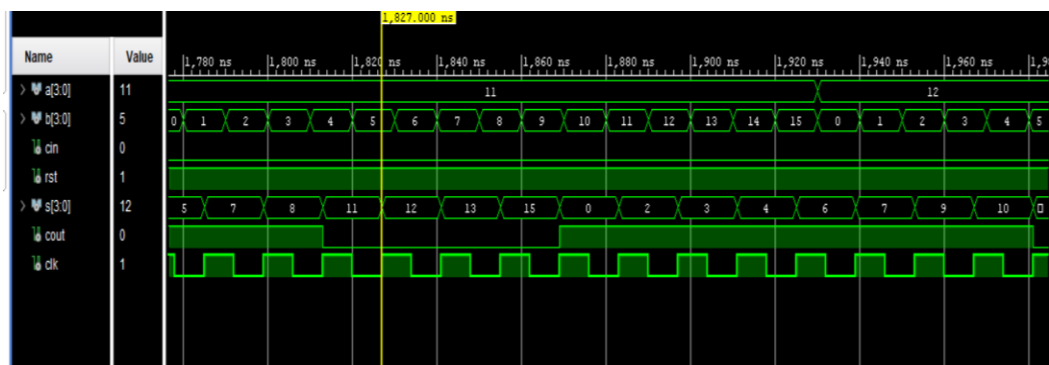 1,827.000 ns
Name Value 1,780 ns 1,800 ns 1,820 ns 1,840 ns 1,860 ns 1,880 ns 1,900 ns 1,920 ns 1,940 ns 1,960 ns
a[3:0] 11 11 12
b[3:0] 5 0 1 2 3 4 5 6 7 8 9 10 11 12 13 14 15 0 1 2 3 4 5
cin 0
rst 1
s[3:0] 12 5 7 8 11 12 13 15 0 2 3 4 6 7 9 10
cout 0
clk 1